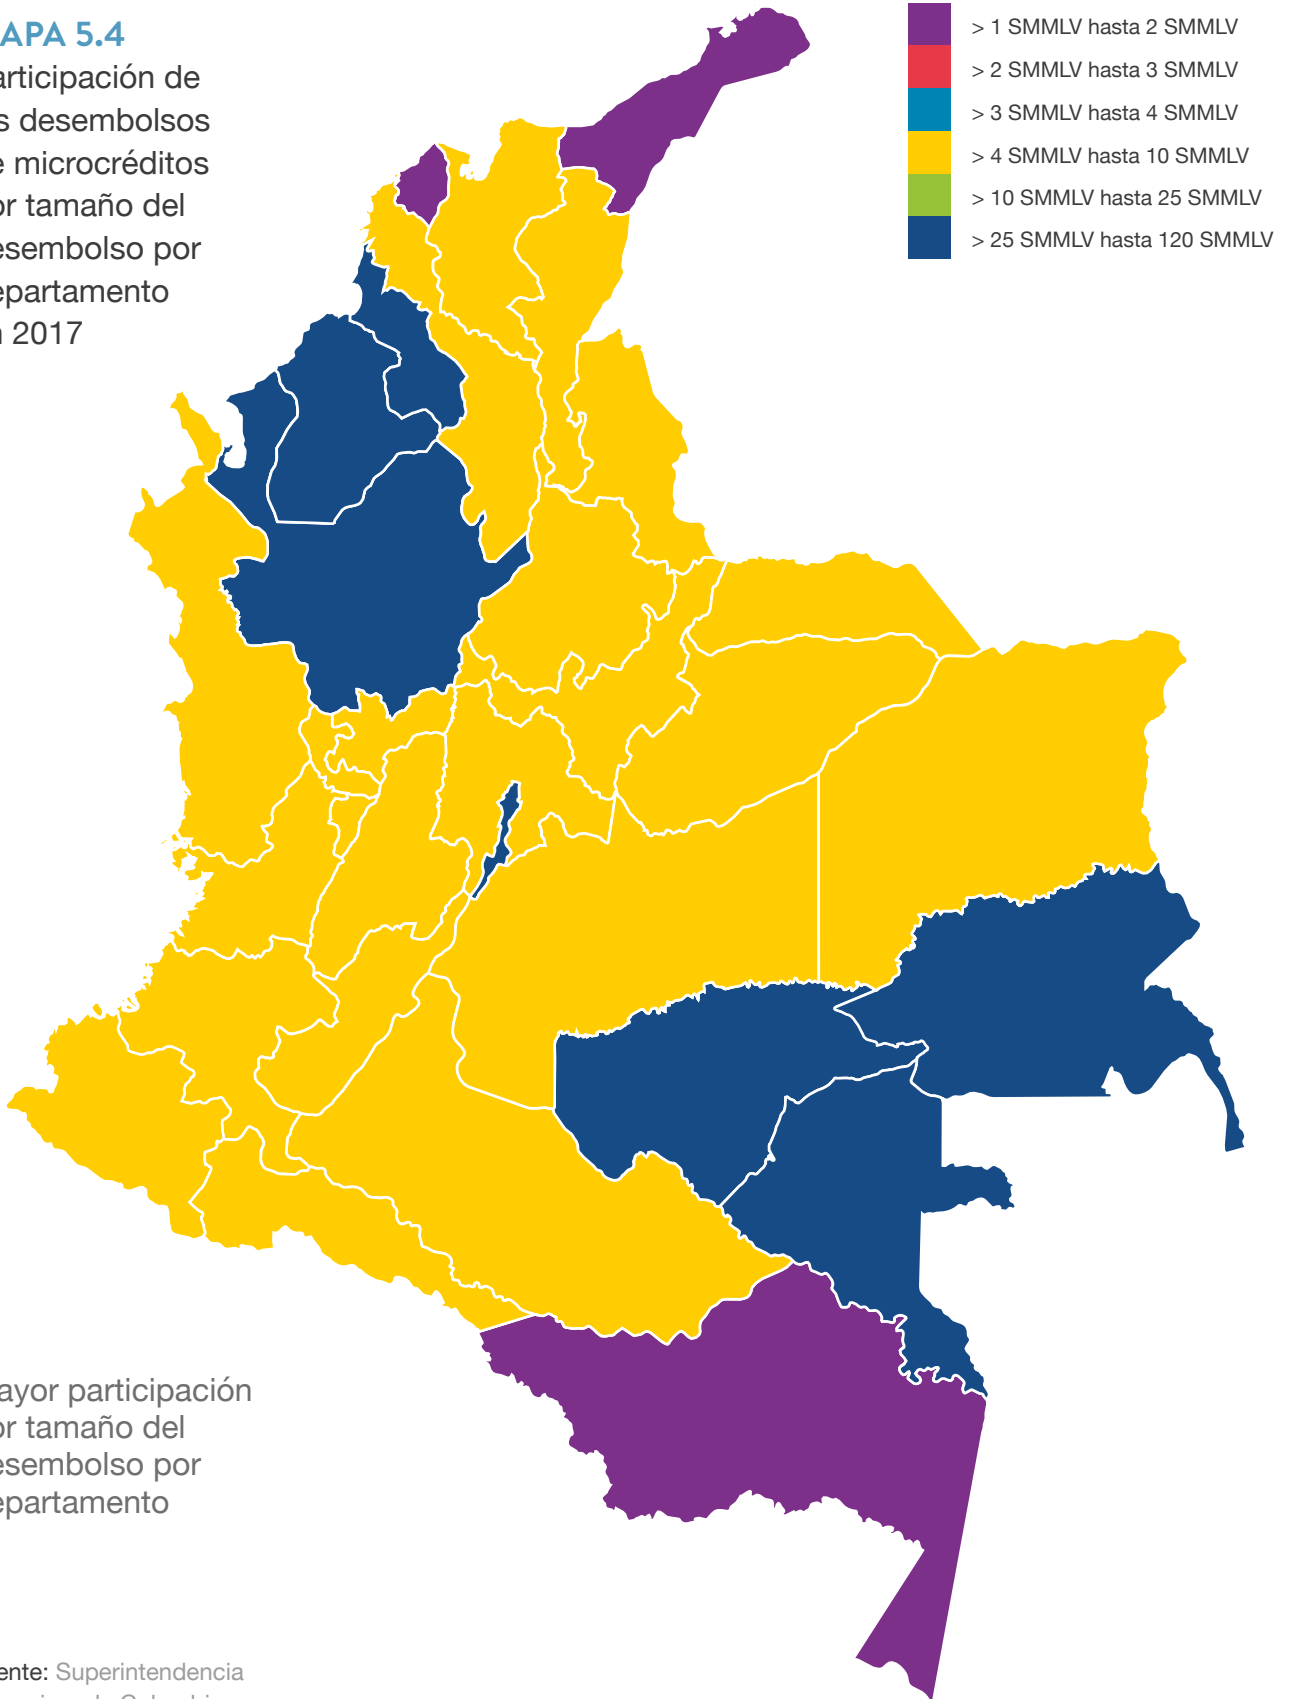 APA 5.4
articipación de
s desembolsos
e microcréditos
or tamaño del
esembolso por
epartamento
n 2017
> 1 SMMLV hasta 2 SMMLV
> 2 SMMLV hasta 3 SMMLV
> 3 SMMLV hasta 4 SMMLV
> 4 SMMLV hasta 10 SMMLV
> 10 SMMLV hasta 25 SMMLV
> 25 SMMLV hasta 120 SMMLV
ayor participación
or tamaño del
esembolso por
epartamento
ente: Superintendencia